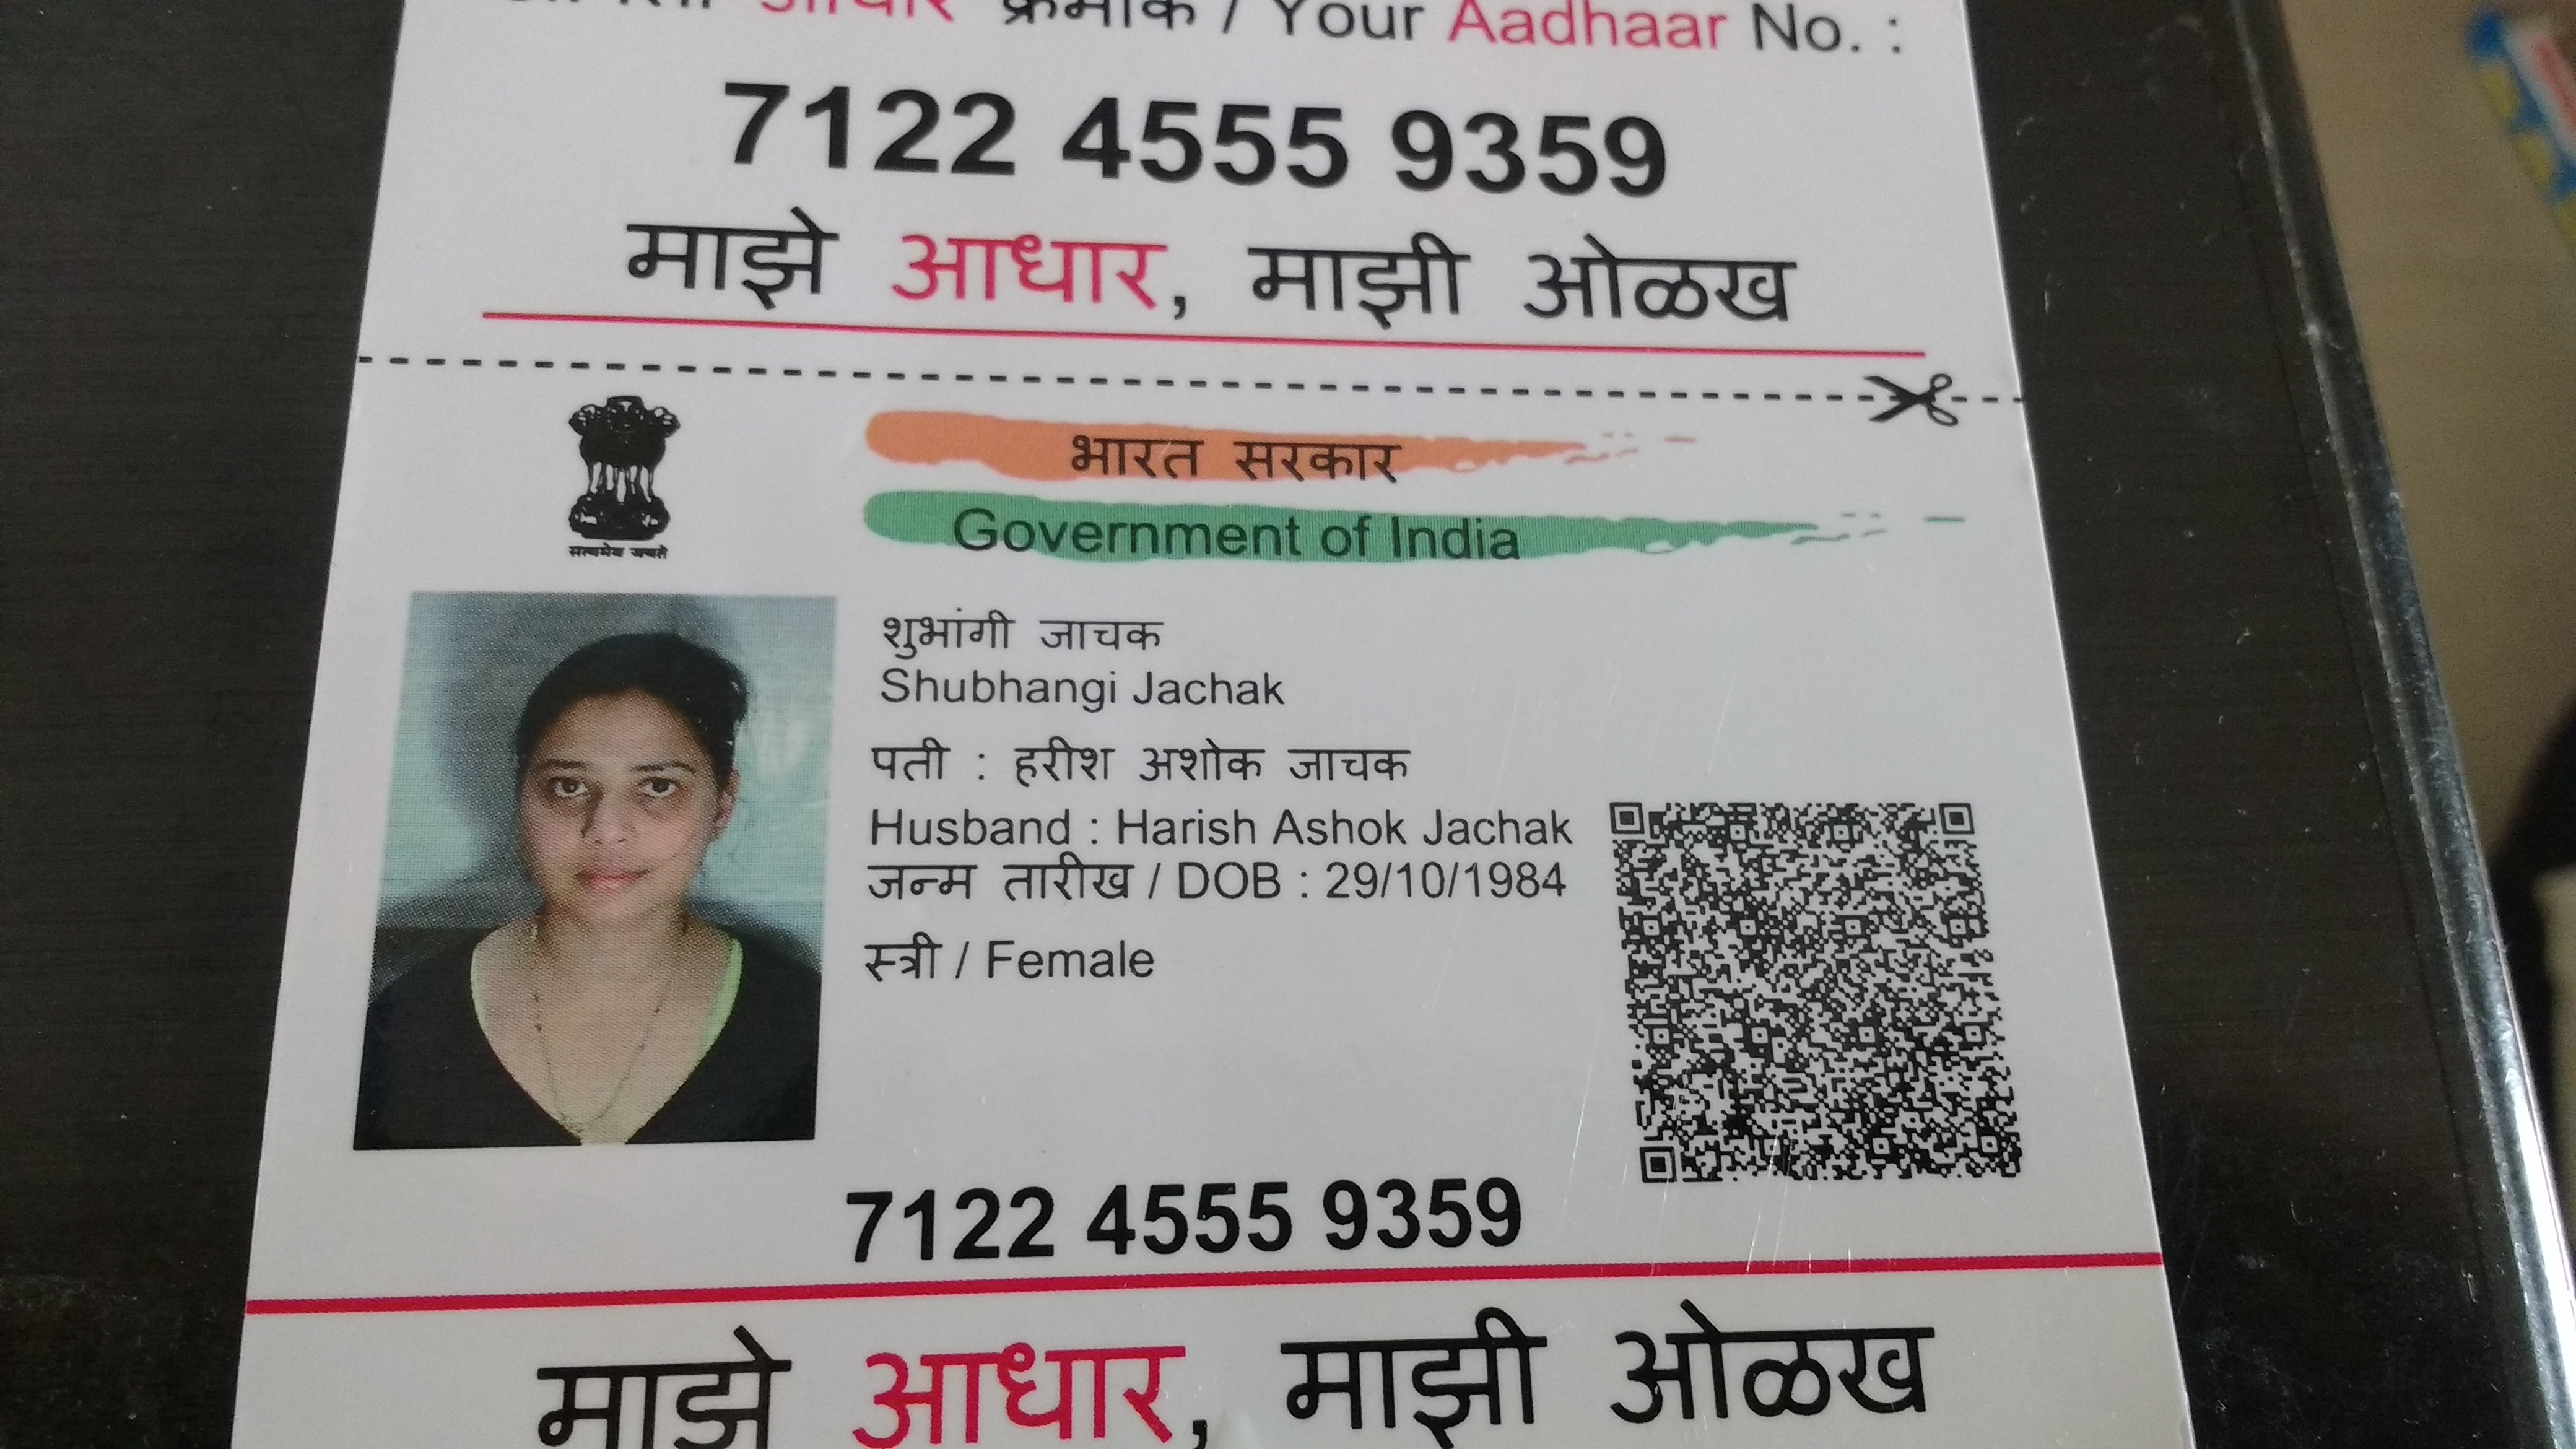 क्रमांक / Your Aadhaar No. :
7122 4555 9359
माझे आधार, माझी ओळख
सत्यमेव जयते
भारत सरकार
Government of India
शुभांगी जाचक
Shubhangi Jachak
पती : हरीश अशोक जाचक
Husband : Harish Ashok Jachak
जन्म तारीख / DOB : 29/10/1984
स्त्री / Female
7122 4555 9359
माझे आधार, माझी ओळख